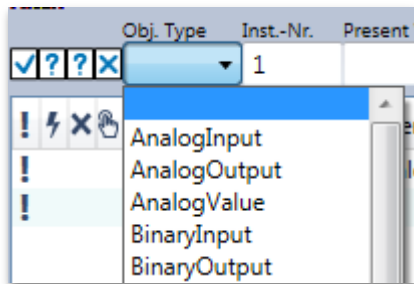 Obj. Type Inst.-Nr. Present
? ? 1
!
AnalogInput
! AnalogOutput
! AnalogValue
BinaryInput
BinaryOutput